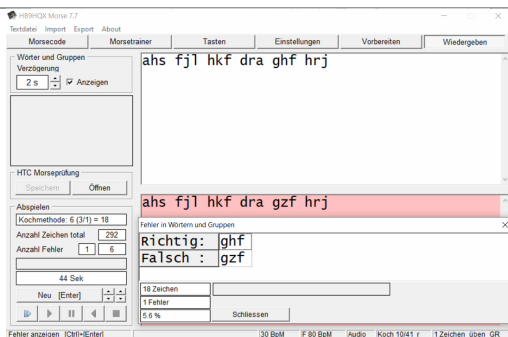 HB9HQX Morse 7.7
Textdatei Import Export About
Morsecode Morsetrainer Tasten Einstellungen Vorbereiten Wiedergeben
Wörter und Gruppen
Verzögerung
2 s Anzeigen
ahs fjl hkf dra ghf hrj
HTC Morseprüfung
Speichern Öffnen
ahs fjl hkf dra gzf hrj
Abspielen
Kochmethode: 6 (3/1) = 18
Anzahl Zeichen total 292
Anzahl Fehler 1 6
44 Sek
Neu [Enter]
Fehler in Wörtern und Gruppen
Richtig: ghf
Falsch : gzf
18 Zeichen
1 Fehler
5.6 % Schliessen
Fehler anzeigen [Ctrl+Enter] 30 BpM F 80 BpM Audio Koch 10/41 r 1 Zeichen üben GR